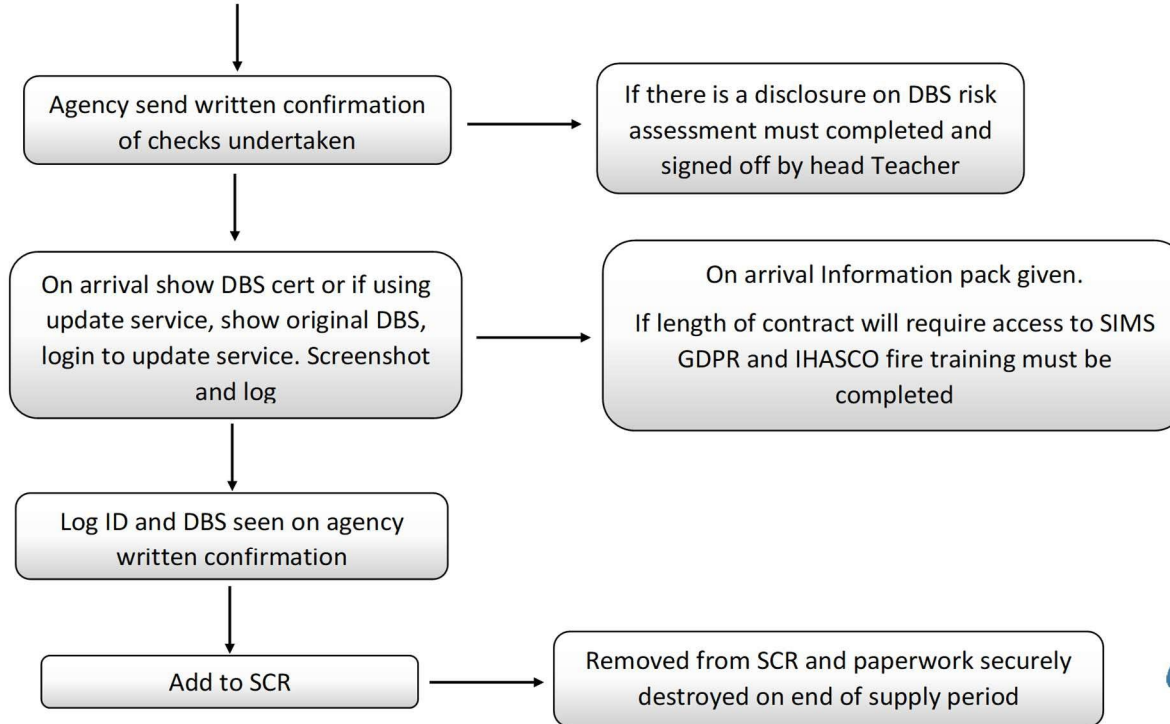 Agency send written confirmation
of checks undertaken
If there is a disclosure on DBS risk
assessment must completed and
signed off by head Teacher
On arrival show DBS cert or if using
update service, show original DBS,
login to update service. Screenshot
and log
On arrival Information pack given.
If length of contract will require access to SIMS
GDPR and IHASCO fire training must be
completed
Log ID and DBS seen on agency
written confirmation
Add to SCR
Removed from SCR and paperwork securely
destroyed on end of supply period